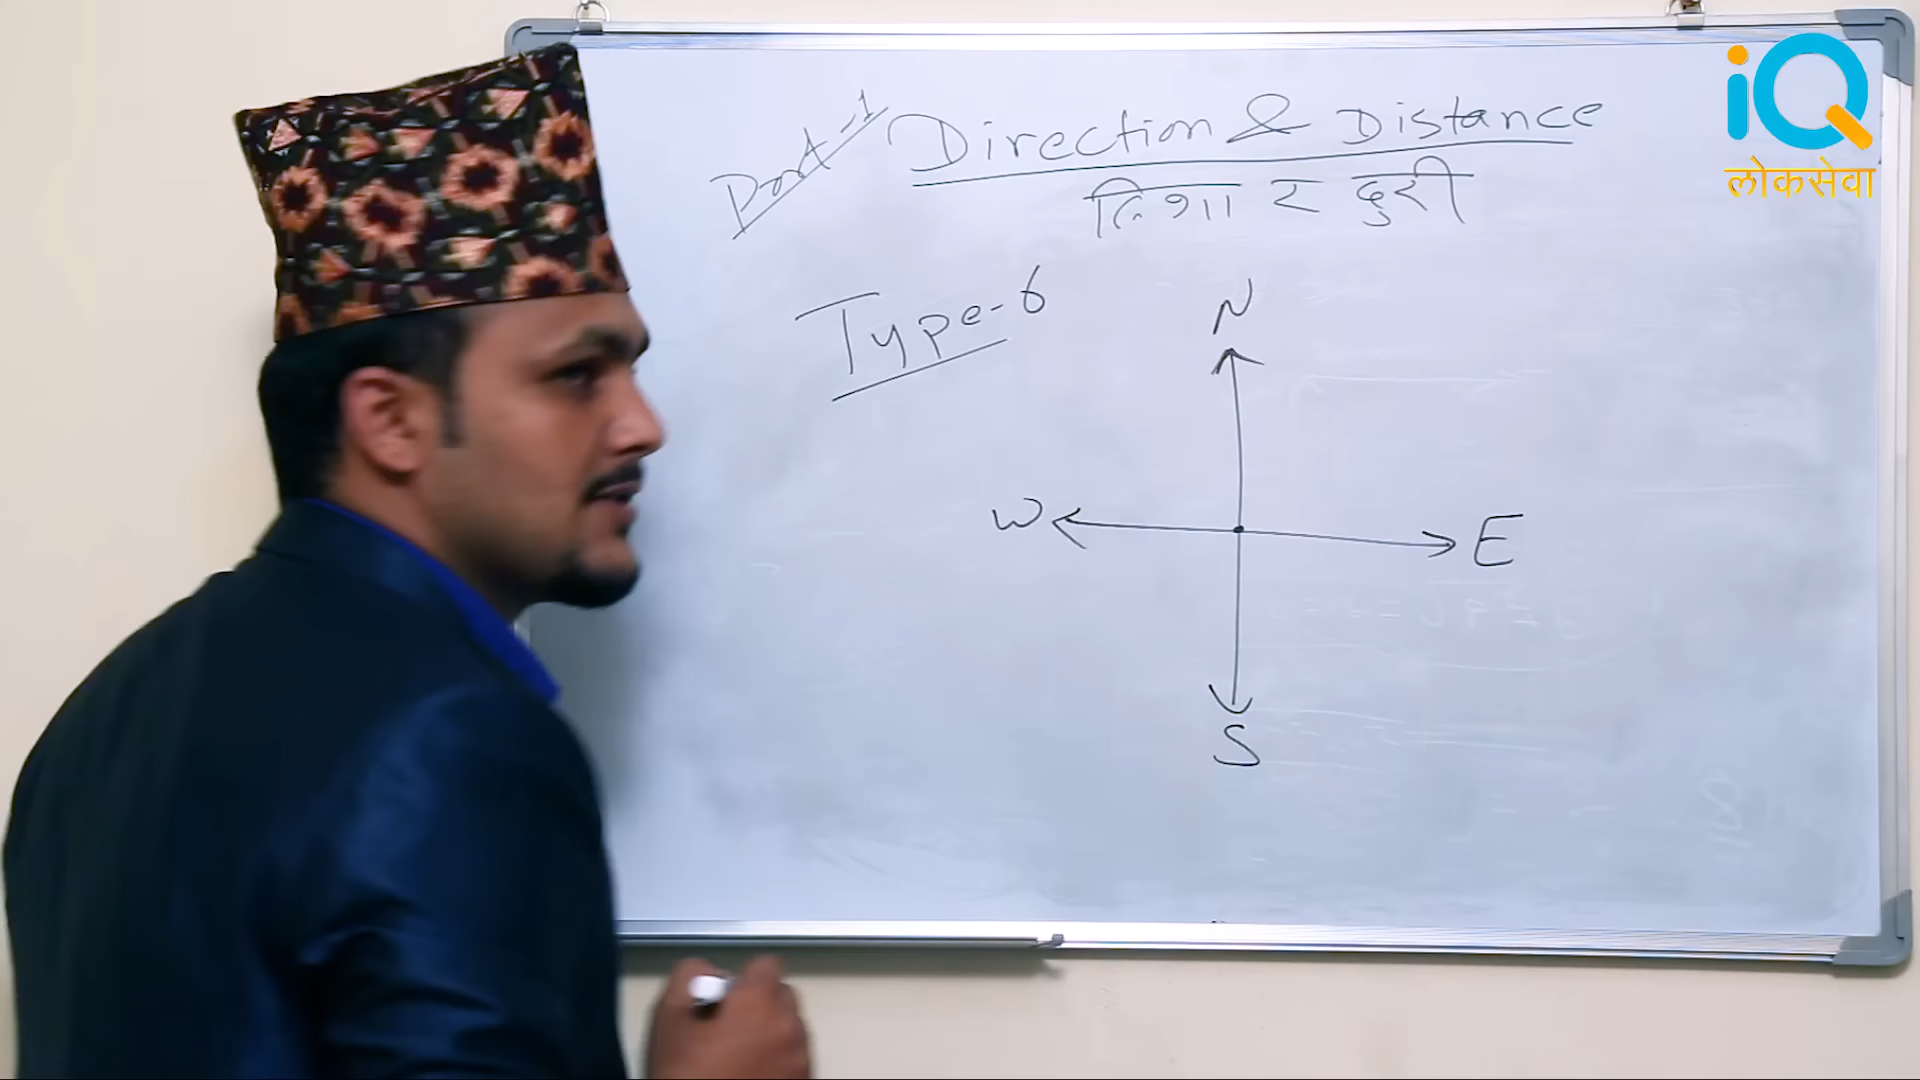 iQ
लोकसेवा
Part-1
Direction & Distance
दिशा र दुरी
Type-6
N
W
E
S